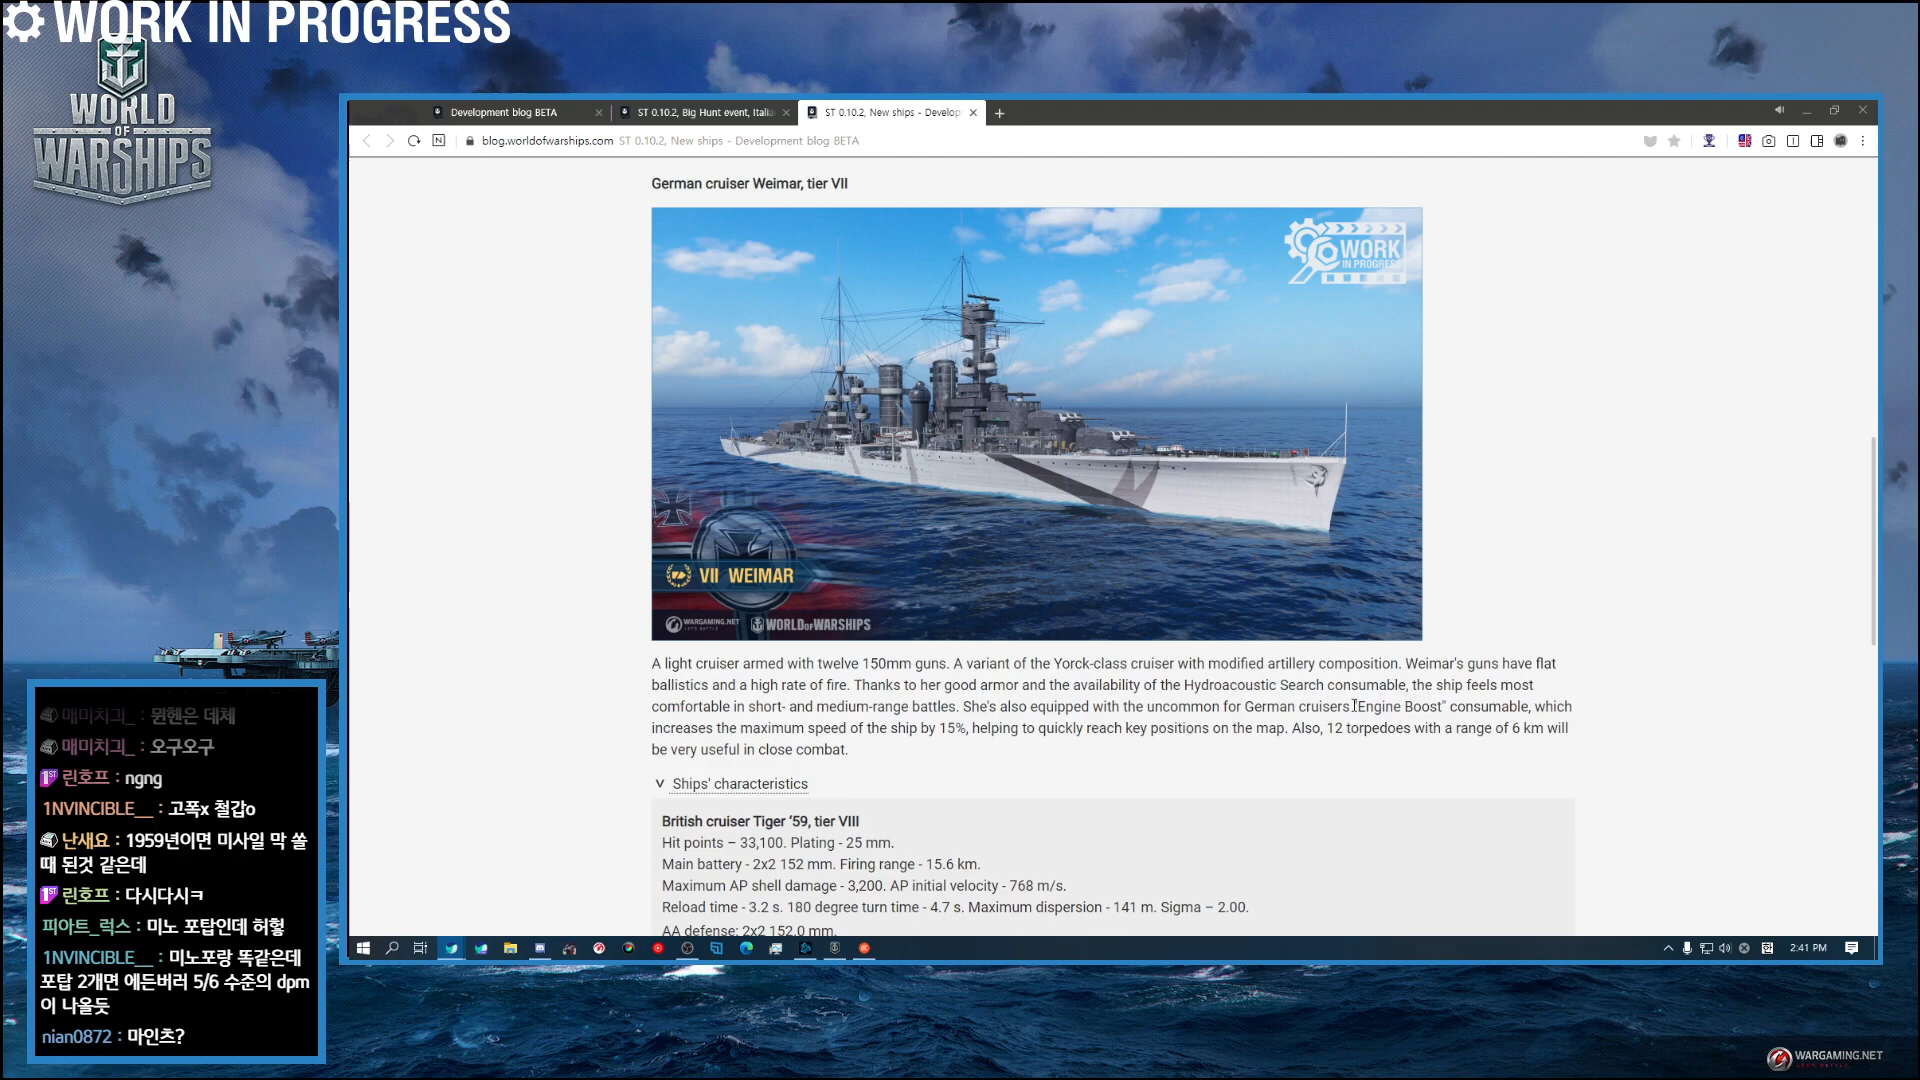 WORK IN PROGRESS
WORLD
OF
WARSHIPS
Development blog BETA
ST 0.10.2, Big Hunt event, Italia
ST 0.10.2, New ships - Develop
blog.worldofwarships.com ST 0.10.2, New ships - Development blog BETA
German cruiser Weimar, tier VII
WORK
IN PROGRESS
VII WEIMAR
WARGAMING.NET
WORLD OF WARSHIPS
A light cruiser armed with twelve 150mm guns. A variant of the Yorck-class cruiser with modified artillery composition. Weimar's guns have flat
ballistics and a high rate of fire. Thanks to her good armor and the availability of the Hydroacoustic Search consumable, the ship feels most
comfortable in short- and medium-range battles. She's also equipped with the uncommon for German cruisers "Engine Boost" consumable, which
increases the maximum speed of the ship by 15%, helping to quickly reach key positions on the map. Also, 12 torpedoes with a range of 6 km will
be very useful in close combat.
Ships' characteristics
British cruiser Tiger ‘59, tier VIII
Hit points – 33,100. Plating - 25 mm.
Main battery - 2x2 152 mm. Firing range - 15.6 km.
Maximum AP shell damage - 3,200. AP initial velocity - 768 m/s.
Reload time - 3.2 s. 180 degree turn time - 4.7 s. Maximum dispersion - 141 m. Sigma – 2.00.
AA defense: 2x2 152.0 mm.
2:41 PM
매미치긔_ : 뮌헨은 데체
매미치긔_ : 오구오구
1ST 린호프 : ngng
1NVINCIBLE__ : 고폭x 철갑o
난새요 : 1959년이면 미사일 막 쏠
때 된것 같은데
1ST 린호프 : 다시다시ㅋ
피아트_럭스 : 미노 포탑인데 허헣
1NVINCIBLE__ : 미노포랑 똑같은데
포탑 2개면 에든버러 5/6 수준의 dpm
이 나올듯
nian0872 : 마인츠?
WARGAMING.NET